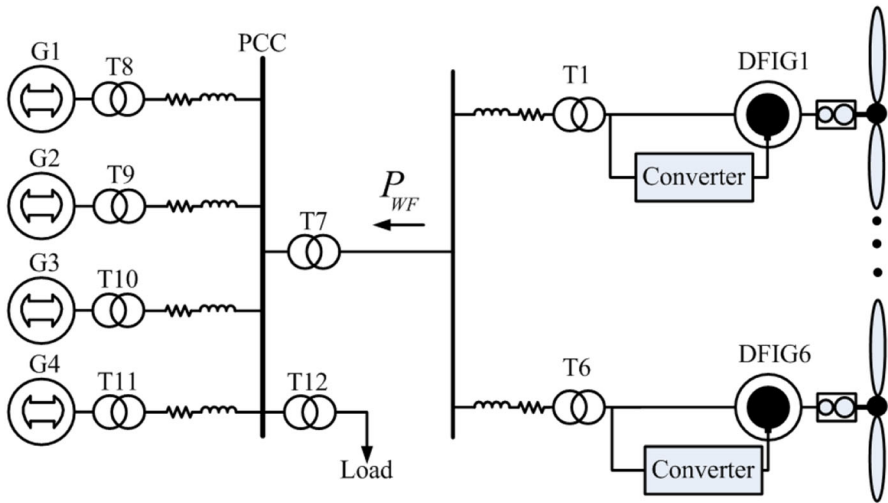 G1
T8
PCC
T1
DFIG1
Converter
G2
T9
P_WF
T7
G3
T10
G4
T11
T12
Load
T6
DFIG6
Converter